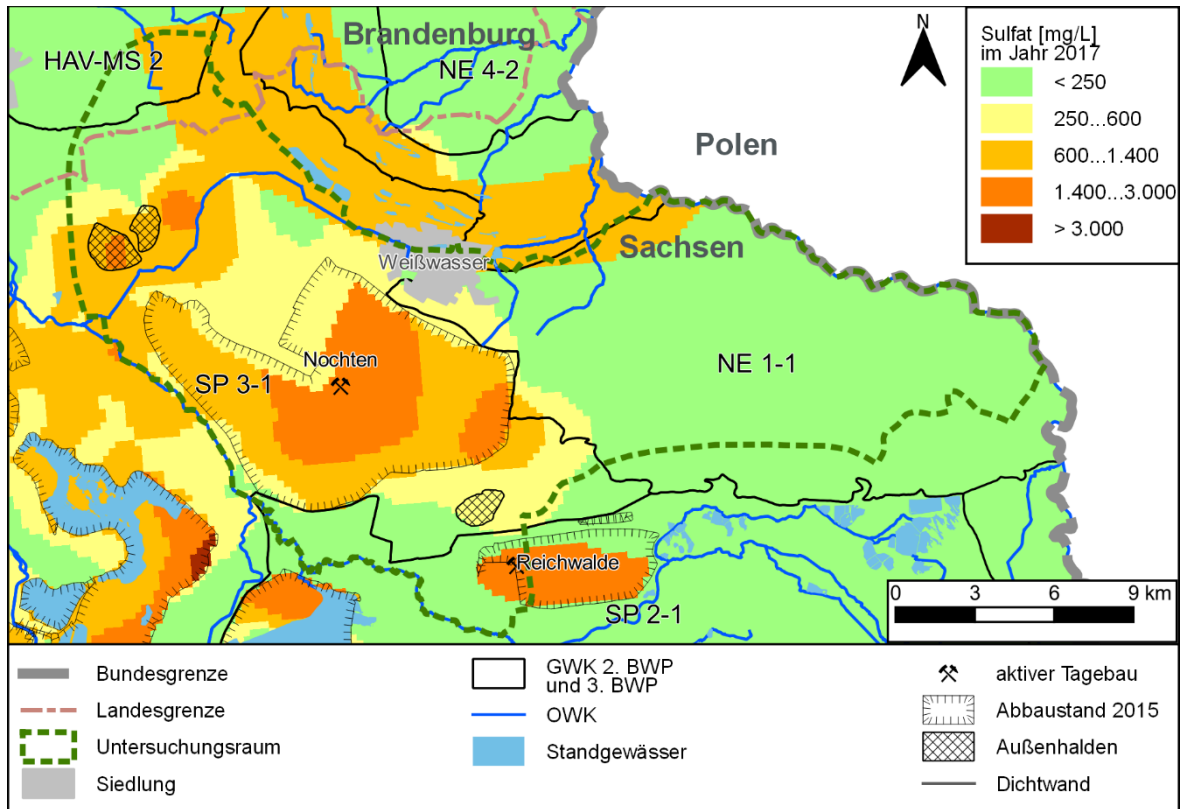 Brandenburg
HAV-MS 2
NE 4-2
N
Sulfat [mg/L]
im Jahr 2017
< 250
250...600
600...1.400
1.400...3.000
> 3.000
Polen
Sachsen
Weißwasser
Nochten
SP 3-1
NE 1-1
Reichwalde
SP 2-1
0 3 6 9 km
Bundesgrenze
Landesgrenze
Untersuchungsraum
Siedlung
GWK 2. BWP
und 3. BWP
OWK
Standgewässer
aktiver Tagebau
Abbaustand 2015
Außenhalden
Dichtwand